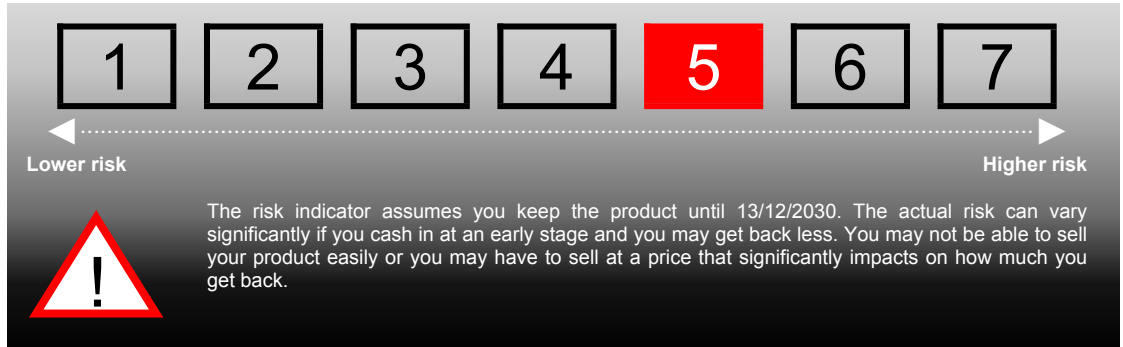 1 2 3 4 5 6 7
Lower risk Higher risk
The risk indicator assumes you keep the product until 13/12/2030. The actual risk can vary
significantly if you cash in at an early stage and you may get back less. You may not be able to sell
your product easily or you may have to sell at a price that significantly impacts on how much you
get back.
!